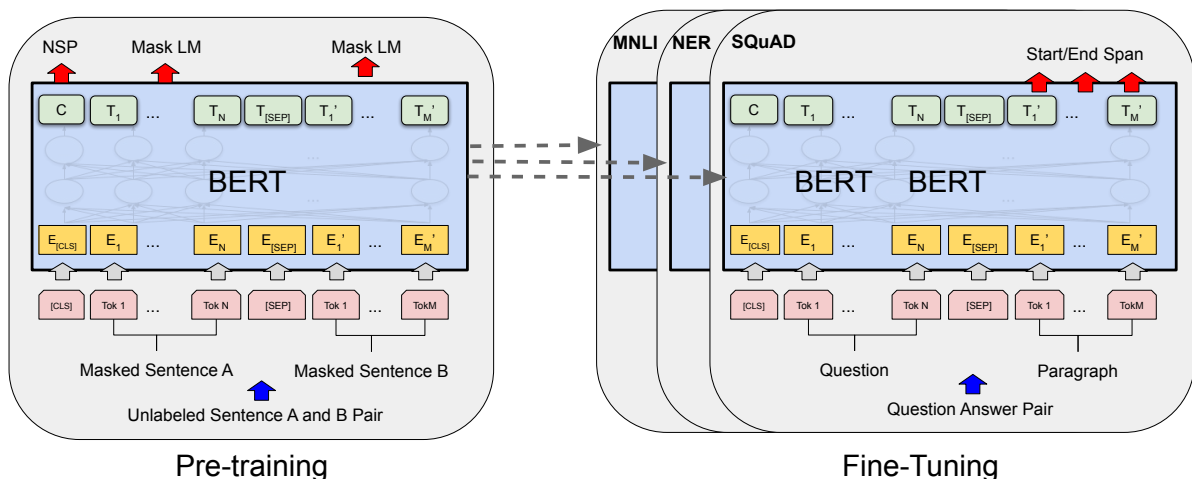 NSP Mask LM Mask LM
C T1 ... TN T[SEP] T1' ... TM'
...
BERT
...
E[CLS] E1 ... EN E[SEP] E1' ... EM'
[CLS] Tok 1 ... Tok N [SEP] Tok 1 ... TokM
Masked Sentence A Masked Sentence B
Unlabeled Sentence A and B Pair
Pre-training
MNLI NER SQuAD
Start/End Span
C T1 ... TN T[SEP] T1' ... TM'
...
BERT BERT
...
E[CLS] E1 ... EN E[SEP] E1' ... EM'
[CLS] Tok 1 ... Tok N [SEP] Tok 1 ... TokM
Question Paragraph
Question Answer Pair
Fine-Tuning